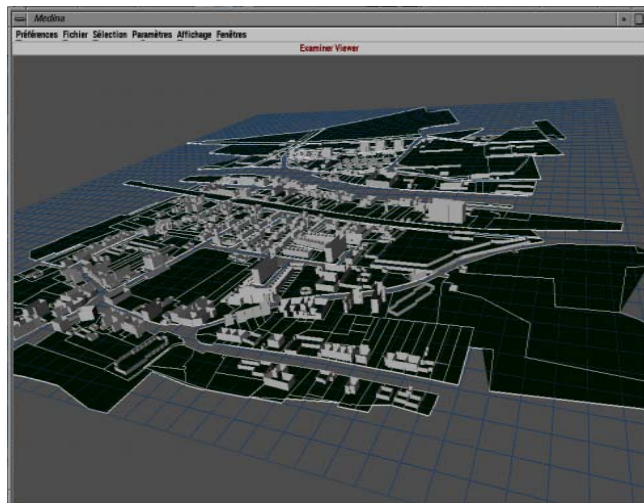 Medina
Préférences Fichier Sélection Paramètres Affichage Fenêtres
Examiner Viewer